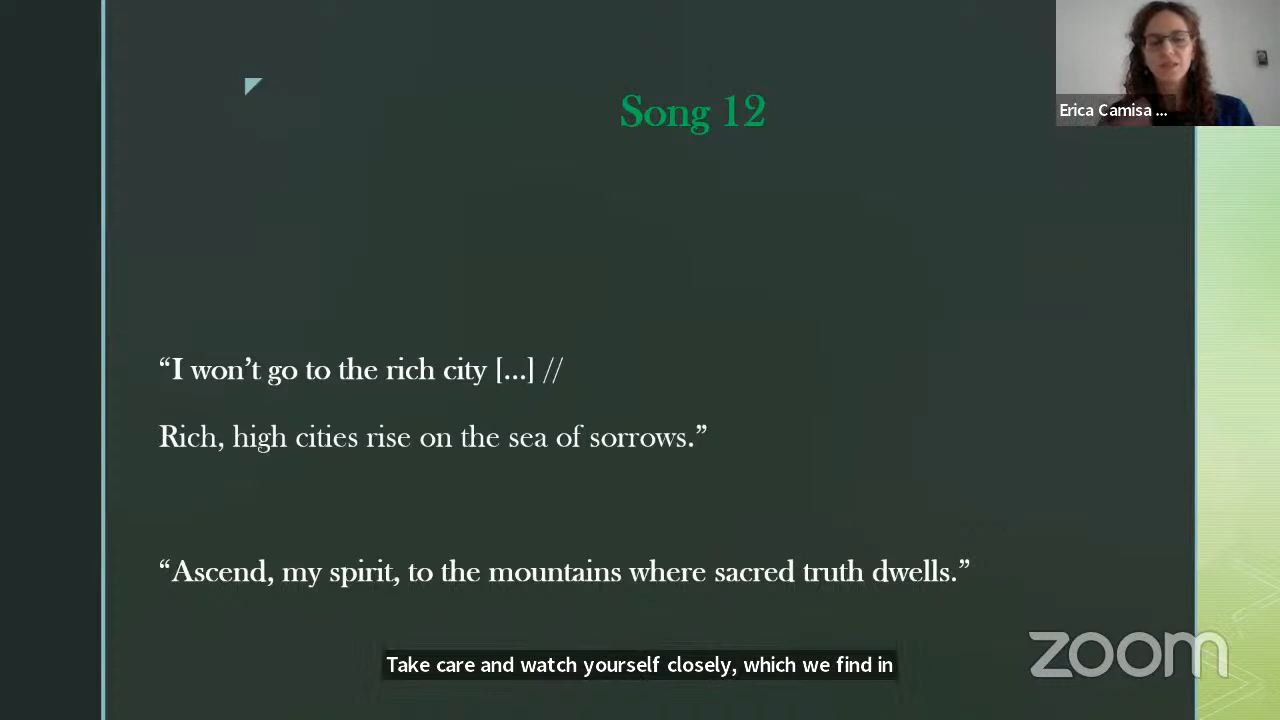 Song 12
Erica Camisa ...
“I won’t go to the rich city [...] //
Rich, high cities rise on the sea of sorrows.”
“Ascend, my spirit, to the mountains where sacred truth dwells.”
Take care and watch yourself closely, which we find in
zoom